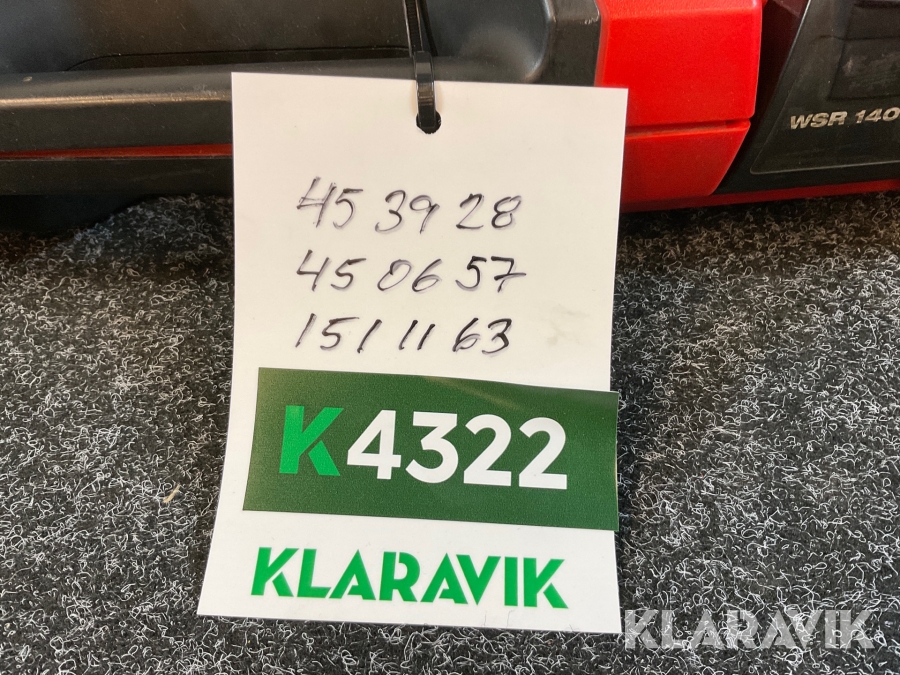 WSR 140
45 39 28
45 06 57
151 11 63
K4322
KLARAVIK
KLARAVIK